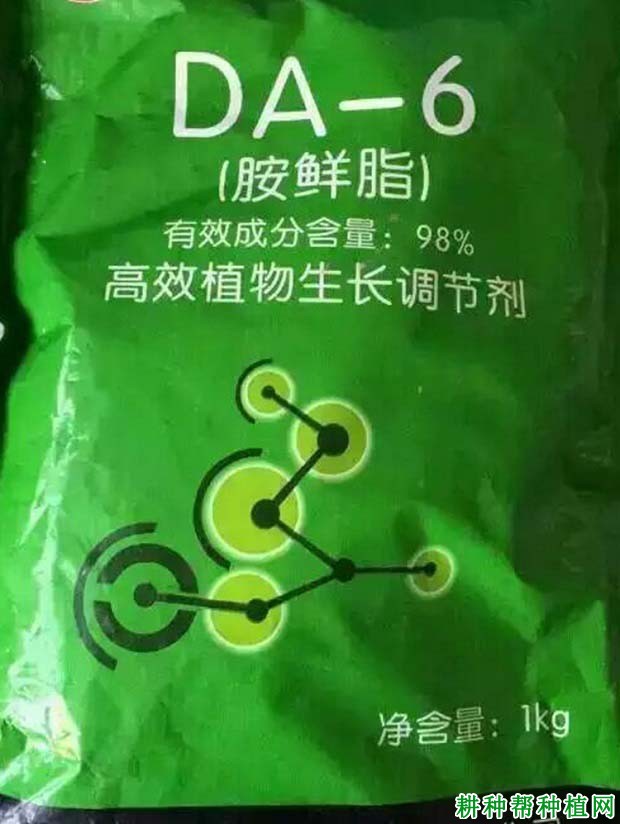 DA-6
(胺鲜脂)
有效成分含量：98%
高效植物生长调节剂
净含量：1kg
耕种帮种植网